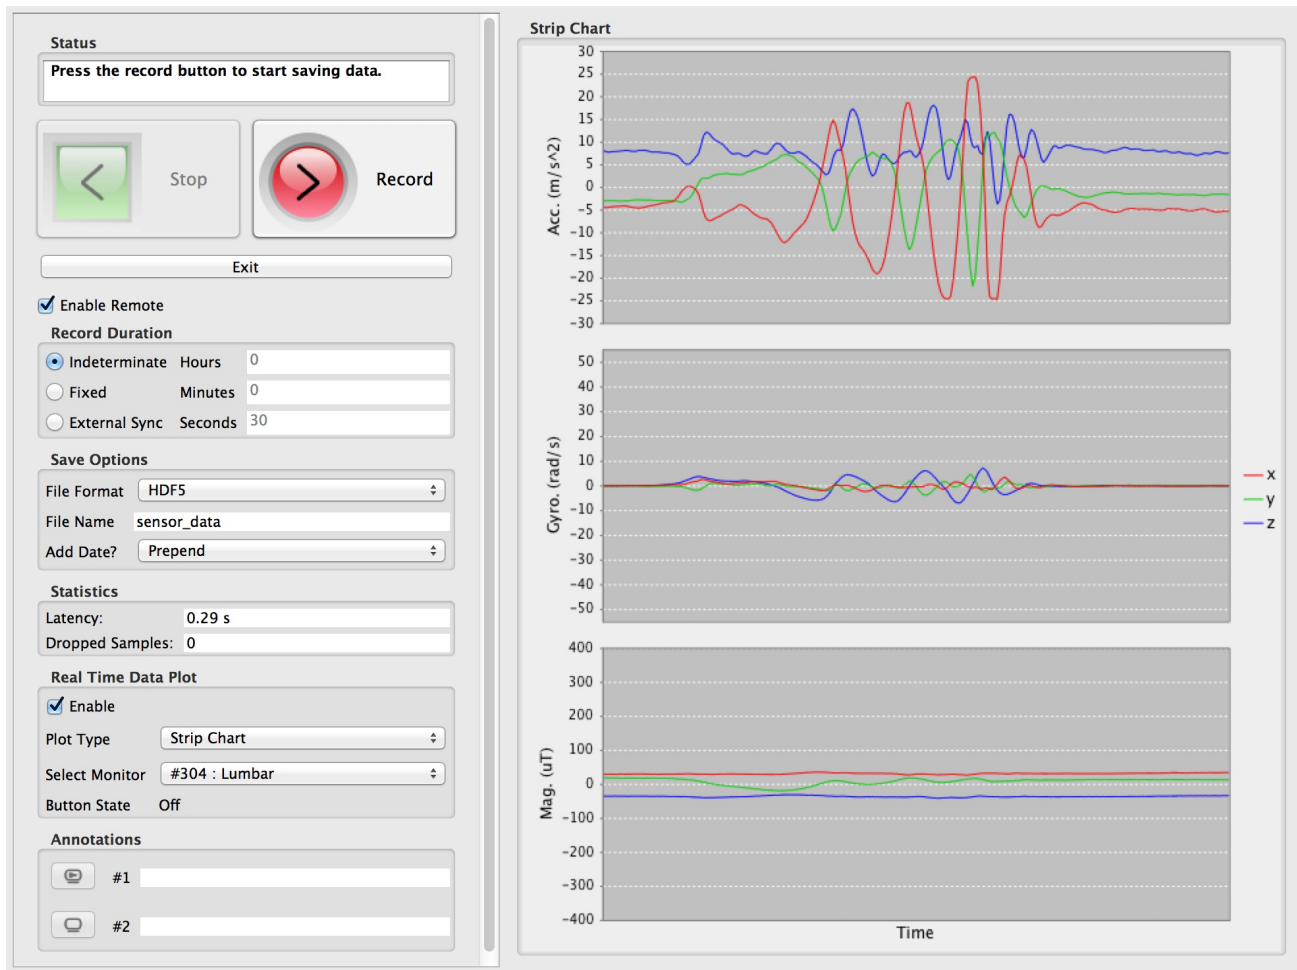 Status
Press the record button to start saving data.
Stop
Record
Exit
Enable Remote
Record Duration
Indeterminate Hours 0
Fixed Minutes 0
External Sync Seconds 30
Save Options
File Format HDF5
File Name sensor_data
Add Date? Prepend
Statistics
Latency: 0.29 s
Dropped Samples: 0
Real Time Data Plot
Enable
Plot Type Strip Chart
Select Monitor #304 : Lumbar
Button State Off
Annotations
#1
#2
Strip Chart
Acc. (m/s^2)
30
25
20
15
10
5
0
-5
-10
-15
-20
-25
-30
Gyro. (rad/s)
50
40
30
20
10
0
-10
-20
-30
-40
-50
x
y
z
Mag. (uT)
400
300
200
100
0
-100
-200
-300
-400
Time